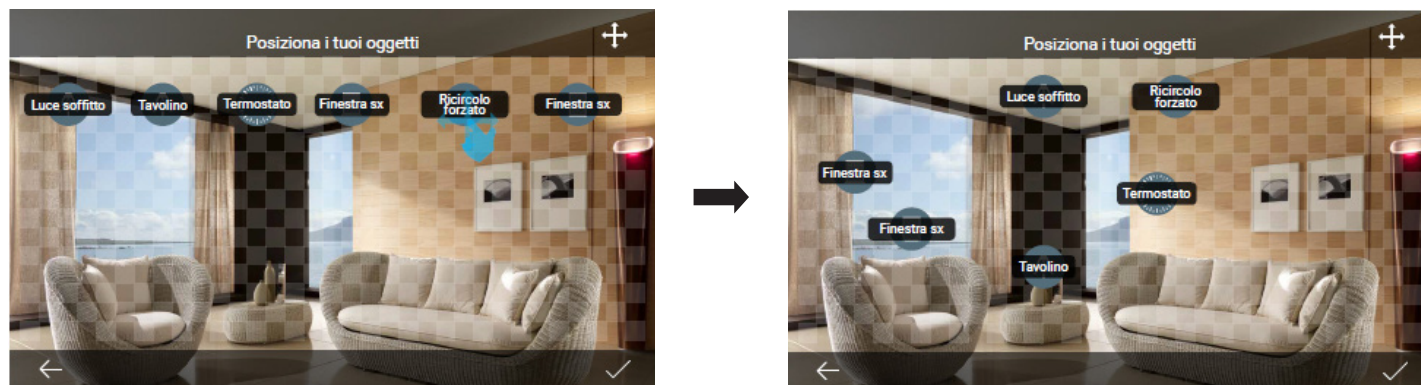 Posiziona i tuoi oggetti
Luce soffitto
Tavolino
Termostato
Finestra sx
Ricircolo
forzato
Finestra sx
Posiziona i tuoi oggetti
Luce soffitto
Ricircolo
forzato
Finestra sx
Termostato
Finestra sx
Tavolino